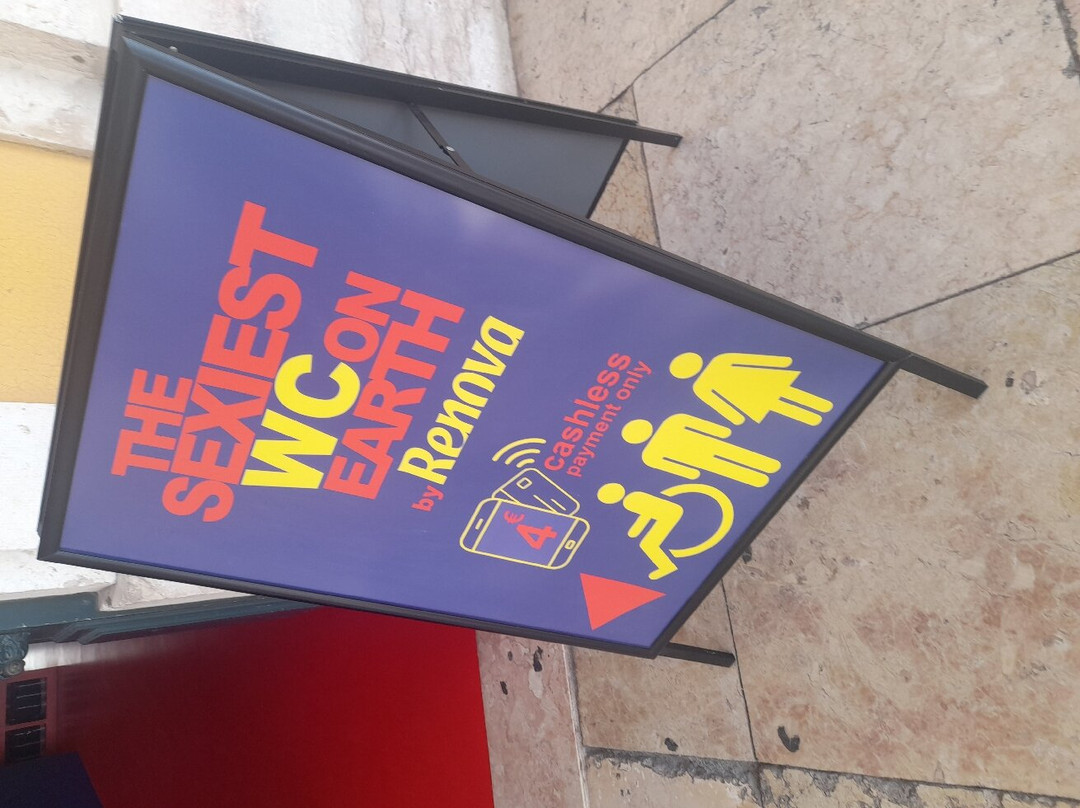 THE
SEXIEST
WC ON
EARTH
by Renova
4€
cashless
payment only